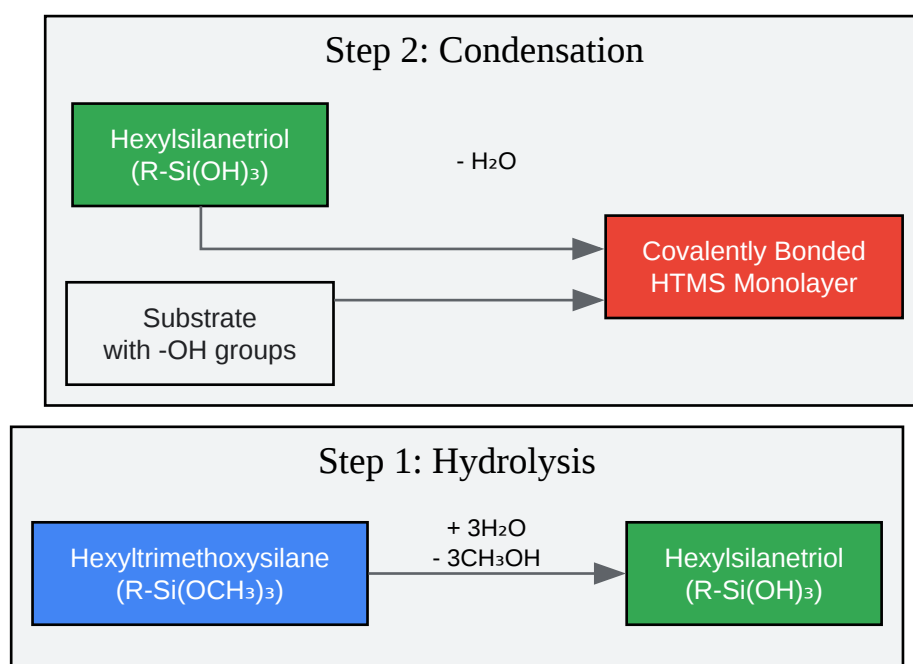 Step 2: Condensation
Hexylsilanetriol
(R-Si(OH)₃)
- H₂O
Covalently Bonded
HTMS Monolayer
Substrate
with -OH groups
Step 1: Hydrolysis
Hexyltrimethoxysilane
(R-Si(OCH₃)₃)
+ 3H₂O
- 3CH₃OH
Hexylsilanetriol
(R-Si(OH)₃)